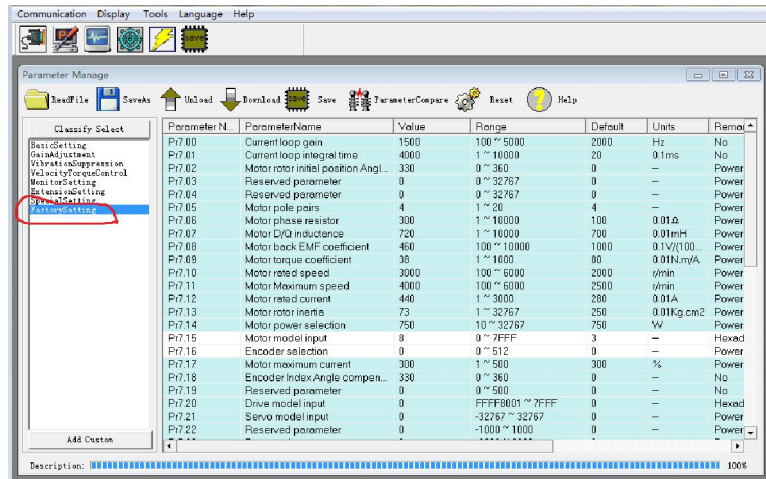 Communication Display Tools Language Help
Parameter Manage
ReadFile SaveAs Unload Download Save ParameterCompare Reset Help
Classify Select
BasicSetting
GainAdjustment
VibrationSuppression
VelocityTorqueControl
MonitorSetting
ExtensionSetting
SpecialSetting
FactorySetting
Add Custom
Parameter N... ParameterName Value Range Default Units Remar
Pr7.00 Current loop gain 1500 100 ~ 5000 2000 Hz No
Pr7.01 Current loop integral time 4000 1 ~ 10000 20 0.1ms No
Pr7.02 Motor rotor initial position Angl... 330 0 ~ 360 0 — Power
Pr7.03 Reserved parameter 0 0 ~ 32767 0 — Power
Pr7.04 Reserved parameter 0 0 ~ 32767 0 — Power
Pr7.05 Motor pole pairs 4 1 ~ 20 4 — Power
Pr7.06 Motor phase resistor 300 1 ~ 10000 100 0.01Ω Power
Pr7.07 Motor D/Q inductance 720 1 ~ 10000 700 0.01mH Power
Pr7.08 Motor back EMF coefficient 460 100 ~ 10000 1000 0.1V/(100... Power
Pr7.09 Motor torque coefficient 38 1 ~ 1000 80 0.01N.m/A Power
Pr7.10 Motor rated speed 3000 100 ~ 6000 2000 r/min Power
Pr7.11 Motor Maximum speed 4000 100 ~ 6000 2500 r/min Power
Pr7.12 Motor rated current 440 1 ~ 3000 280 0.01A Power
Pr7.13 Motor rotor inertia 73 1 ~ 32767 250 0.01Kg.cm2 Power
Pr7.14 Motor power selection 750 10 ~ 32767 750 W Power
Pr7.15 Motor model input 8 0 ~ 7FFF 3 — Hexad
Pr7.16 Encoder selection 0 0 ~ 512 0 — Power
Pr7.17 Motor maximum current 300 1 ~ 500 300 % Power
Pr7.18 Encoder Index Angle compen... 330 0 ~ 360 0 — No
Pr7.19 Reserved parameter 0 0 ~ 500 0 — No
Pr7.20 Drive model input 0 FFFF8001 ~ 7FFF 0 — Hexad
Pr7.21 Servo model input 0 -32767 ~ 32767 0 — Power
Pr7.22 Reserved parameter 0 -1000 ~ 1000 0 — Power
Description: 100%